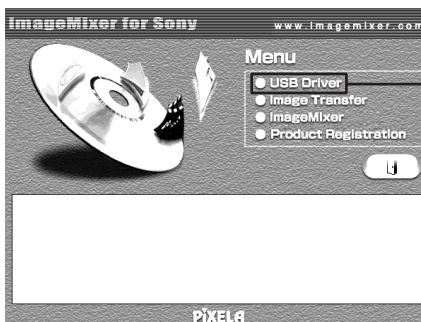 ImageMixer for Sony
www.imagemixer.com
Menu
USB Driver
Image Transfer
ImageMixer
Product Registration
PIXELA